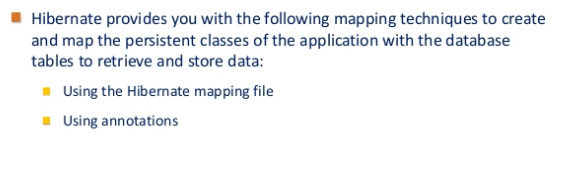 Hibernate provides you with the following mapping techniques to create
and map the persistent classes of the application with the database
tables to retrieve and store data:
Using the Hibernate mapping file
Using annotations